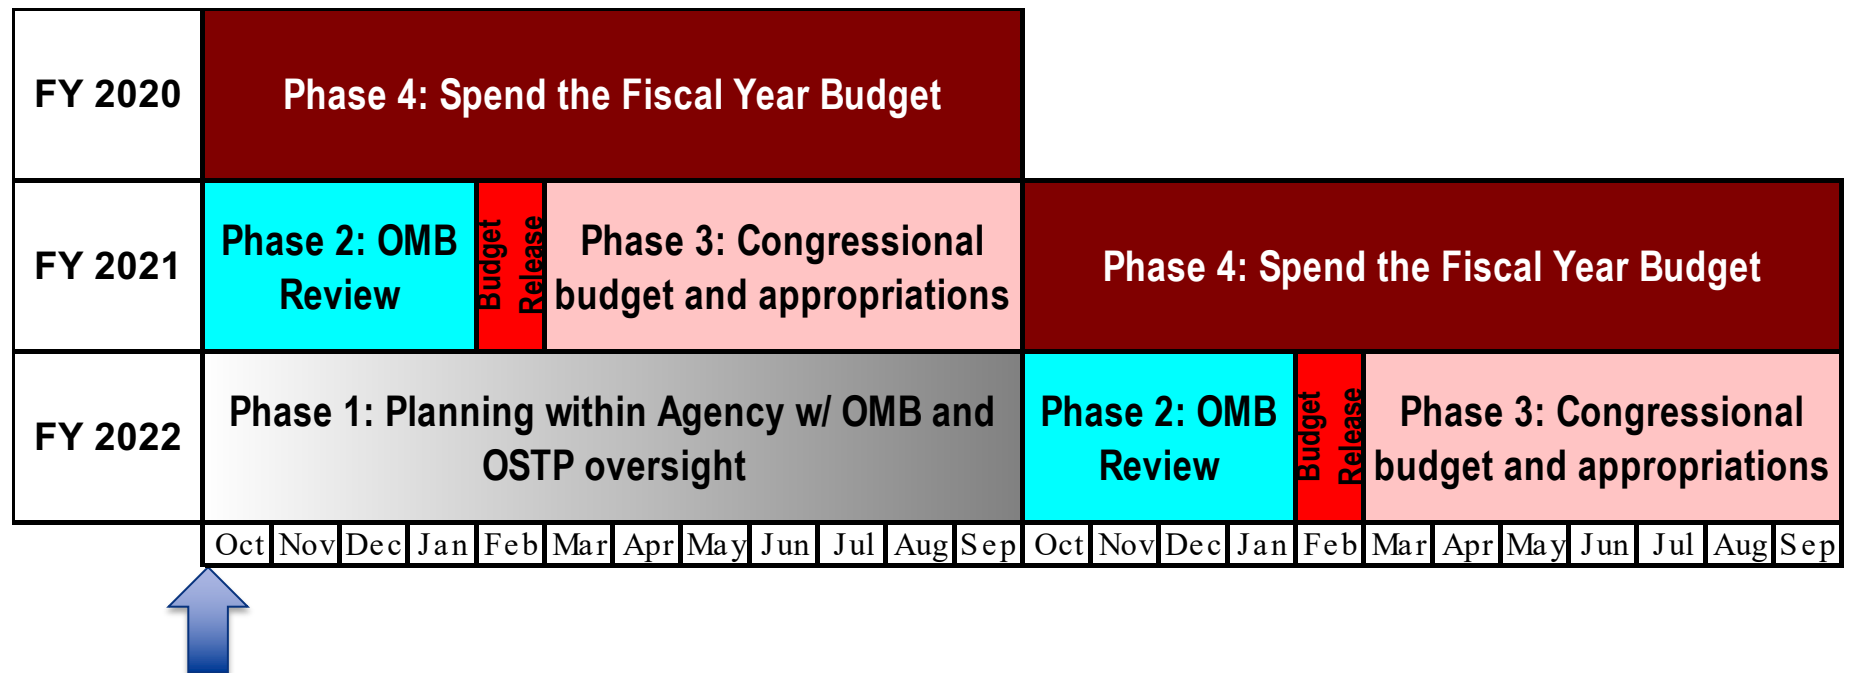 FY 2020
Phase 4: Spend the Fiscal Year Budget
FY 2021
Phase 2: OMB
Review
Budget
Release
Phase 3: Congressional
budget and appropriations
Phase 4: Spend the Fiscal Year Budget
FY 2022
Phase 1: Planning within Agency w/ OMB and
OSTP oversight
Phase 2: OMB
Review
Budget
Release
Phase 3: Congressional
budget and appropriations
Oct Nov Dec Jan Feb Mar Apr May Jun Jul Aug Sep Oct Nov Dec Jan Feb Mar Apr May Jun Jul Aug Sep